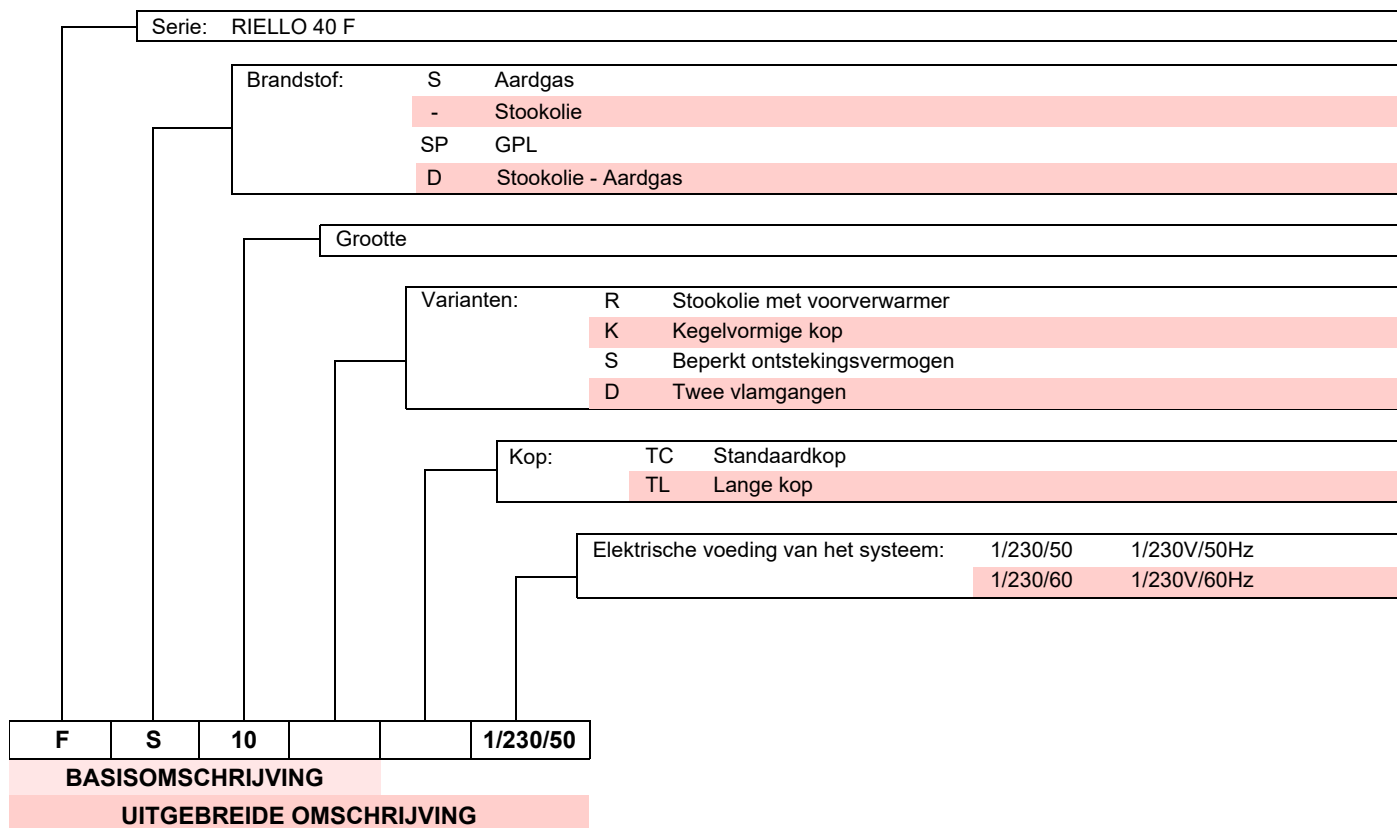 Serie: RIELLO 40 F
Brandstof: S Aardgas
- Stookolie
SP GPL
D Stookolie - Aardgas
Grootte
Varianten: R Stookolie met voorverwarmer
K Kegelvormige kop
S Beperkt ontstekingsvermogen
D Twee vlamgangen
Kop: TC Standaardkop
TL Lange kop
Elektrische voeding van het systeem: 1/230/50 1/230V/50Hz
1/230/60 1/230V/60Hz
F S 10 1/230/50
BASISOMSCHRIJVING
UITGEBREIDE OMSCHRIJVING